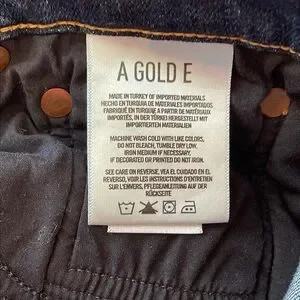 A GOLD E
MADE IN TURKEY OF IMPORTED MATERIALS
HECHO EN TURQUIA DE MATERIALES IMPORTADOS
FABRIQUÉ EN TURQUIE A PARTIR DE MATÉRIAUX
IMPORTÉS, IN DER TÜRKEI HERGESTELLT MIT
IMPORTIERTEN MATERIALIEN
MACHINE WASH COLD WITH LIKE COLORS,
DO NOT BLEACH, TUMBLE DRY LOW,
IRON MEDIUM IF NECESSARY,
IF DECORATED OR PRINTED DO NOT IRON.
SEE CARE ON REVERSE, VEA EL CUIDADO EN EL
REVERSO, VOIR LES INSTRUCTIONS D'ENTRETIEN
SUR L'ENVERS, PFLEGEANLEITUNG AUF DER
RÜCKSEITE